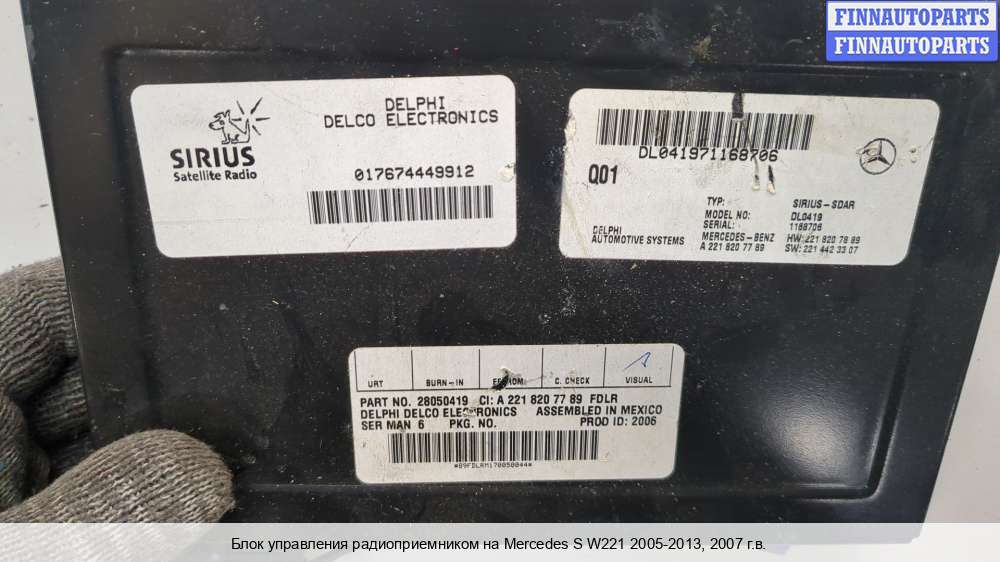 FINNAUTOPARTS
FINNAUTOPARTS
SIRIUS
Satellite Radio
DELPHI
DELCO ELECTRONICS
017674449912
DL041971168706
Q01
TYP: SIRIUS-SDAR
MODEL NO: DL0419
SERIAL: 1168706
DELPHI
AUTOMOTIVE SYSTEMS
MERCEDES-BENZ HW: 221 820 78 89
A 221 820 77 89 SW: 221 442 33 07
URT BURN-IN C. CHECK VISUAL
PART NO. 28050419 CI: A 221 820 77 89 FDLR
DELPHI DELCO ELECTRONICS ASSEMBLED IN MEXICO
SER MAN 6 PKG. NO. PROD ID: 2006
*89FDLRM170050044*
Блок управления радиоприемником на Mercedes S W221 2005-2013, 2007 г.в.